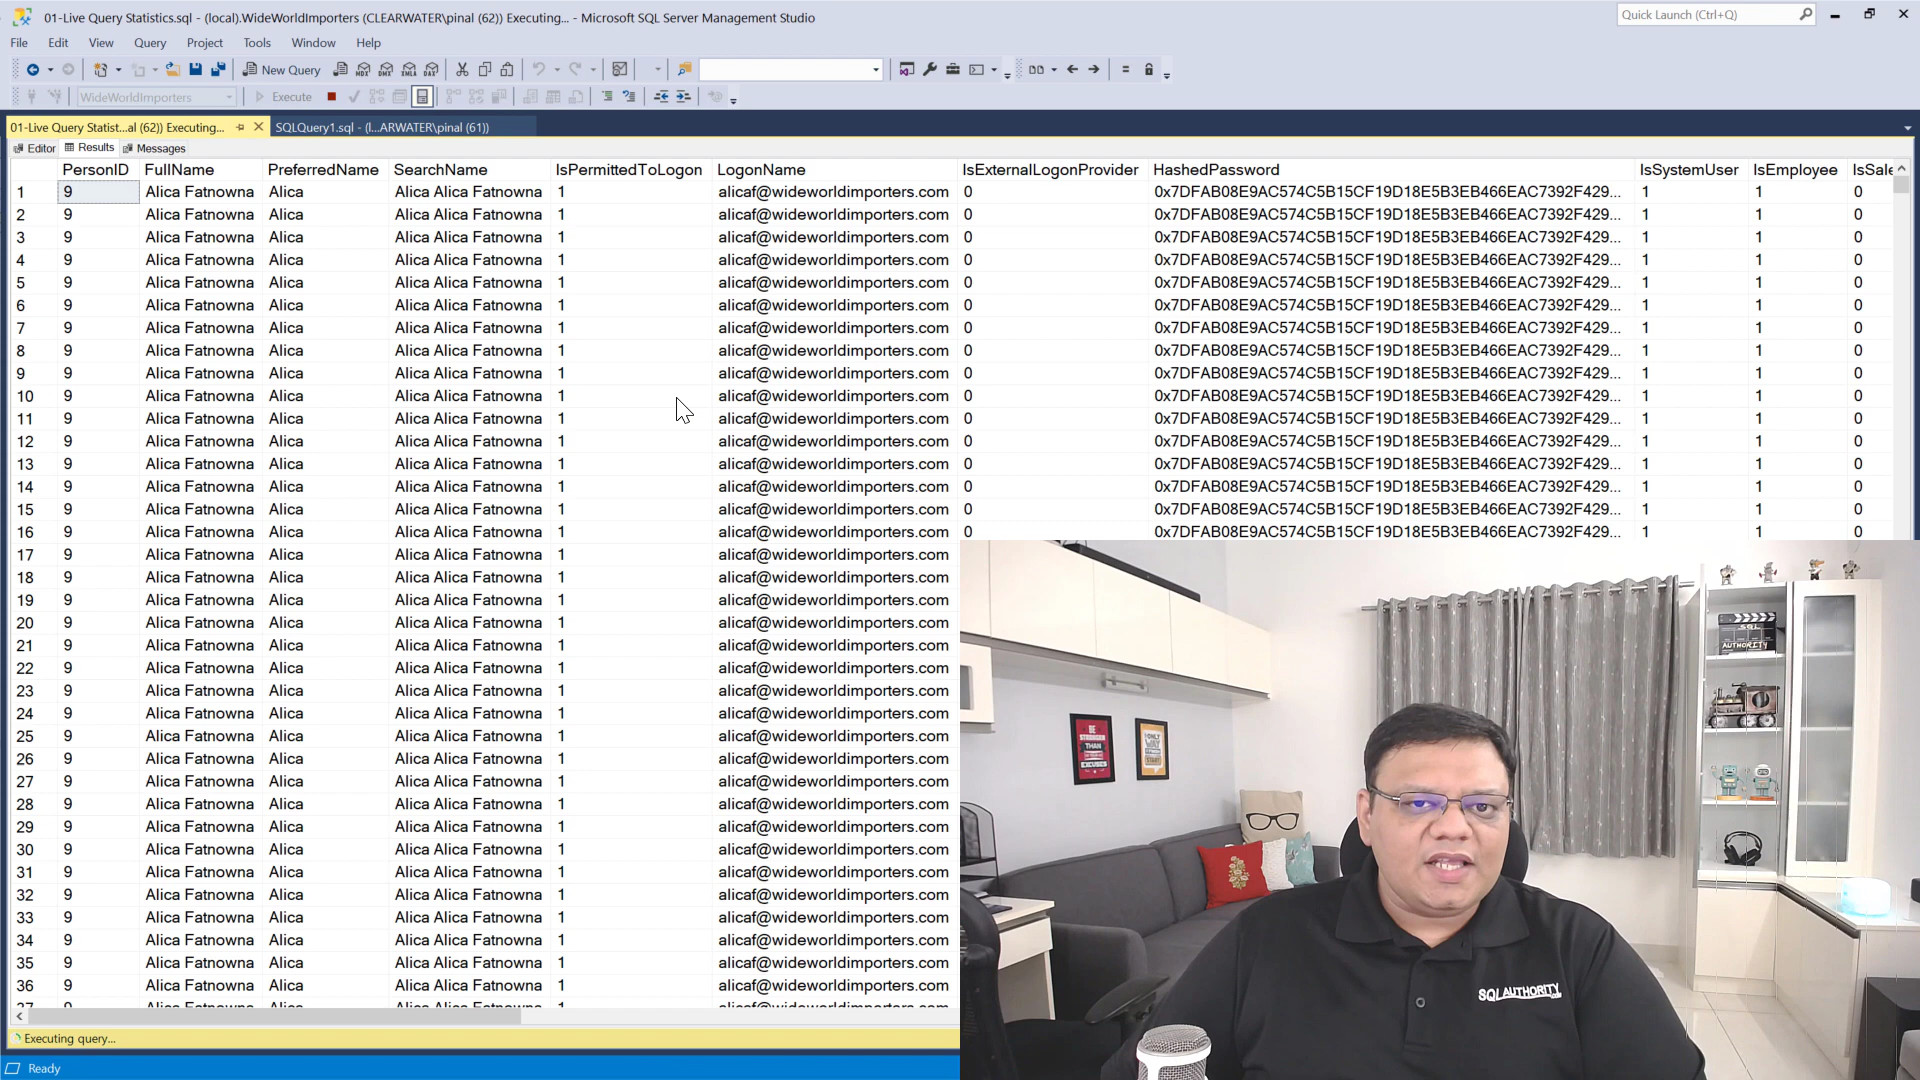 01-Live Query Statistics.sql - (local).WideWorldImporters (CLEARWATER\pinal (62)) Executing... - Microsoft SQL Server Management Studio
Quick Launch (Ctrl+Q)
File Edit View Query Project Tools Window Help
New Query MDX DMX XMLA DAX
WideWorldImporters Execute
01-Live Query Statist...al (62)) Executing... SQLQuery1.sql - (l...ARWATER\pinal (61))
Editor Results Messages
PersonID FullName PreferredName SearchName IsPermittedToLogon LogonName IsExternalLogonProvider HashedPassword IsSystemUser IsEmployee IsSale
1 9 Alica Fatnowna Alica Alica Alica Fatnowna 1 alicaf@wideworldimporters.com 0 0x7DFAB08E9AC574C5B15CF19D18E5B3EB466EAC7392F429... 1 1 0
2 9 Alica Fatnowna Alica Alica Alica Fatnowna 1 alicaf@wideworldimporters.com 0 0x7DFAB08E9AC574C5B15CF19D18E5B3EB466EAC7392F429... 1 1 0
3 9 Alica Fatnowna Alica Alica Alica Fatnowna 1 alicaf@wideworldimporters.com 0 0x7DFAB08E9AC574C5B15CF19D18E5B3EB466EAC7392F429... 1 1 0
4 9 Alica Fatnowna Alica Alica Alica Fatnowna 1 alicaf@wideworldimporters.com 0 0x7DFAB08E9AC574C5B15CF19D18E5B3EB466EAC7392F429... 1 1 0
5 9 Alica Fatnowna Alica Alica Alica Fatnowna 1 alicaf@wideworldimporters.com 0 0x7DFAB08E9AC574C5B15CF19D18E5B3EB466EAC7392F429... 1 1 0
6 9 Alica Fatnowna Alica Alica Alica Fatnowna 1 alicaf@wideworldimporters.com 0 0x7DFAB08E9AC574C5B15CF19D18E5B3EB466EAC7392F429... 1 1 0
7 9 Alica Fatnowna Alica Alica Alica Fatnowna 1 alicaf@wideworldimporters.com 0 0x7DFAB08E9AC574C5B15CF19D18E5B3EB466EAC7392F429... 1 1 0
8 9 Alica Fatnowna Alica Alica Alica Fatnowna 1 alicaf@wideworldimporters.com 0 0x7DFAB08E9AC574C5B15CF19D18E5B3EB466EAC7392F429... 1 1 0
9 9 Alica Fatnowna Alica Alica Alica Fatnowna 1 alicaf@wideworldimporters.com 0 0x7DFAB08E9AC574C5B15CF19D18E5B3EB466EAC7392F429... 1 1 0
10 9 Alica Fatnowna Alica Alica Alica Fatnowna 1 alicaf@wideworldimporters.com 0 0x7DFAB08E9AC574C5B15CF19D18E5B3EB466EAC7392F429... 1 1 0
11 9 Alica Fatnowna Alica Alica Alica Fatnowna 1 alicaf@wideworldimporters.com 0 0x7DFAB08E9AC574C5B15CF19D18E5B3EB466EAC7392F429... 1 1 0
12 9 Alica Fatnowna Alica Alica Alica Fatnowna 1 alicaf@wideworldimporters.com 0 0x7DFAB08E9AC574C5B15CF19D18E5B3EB466EAC7392F429... 1 1 0
13 9 Alica Fatnowna Alica Alica Alica Fatnowna 1 alicaf@wideworldimporters.com 0 0x7DFAB08E9AC574C5B15CF19D18E5B3EB466EAC7392F429... 1 1 0
14 9 Alica Fatnowna Alica Alica Alica Fatnowna 1 alicaf@wideworldimporters.com 0 0x7DFAB08E9AC574C5B15CF19D18E5B3EB466EAC7392F429... 1 1 0
15 9 Alica Fatnowna Alica Alica Alica Fatnowna 1 alicaf@wideworldimporters.com 0 0x7DFAB08E9AC574C5B15CF19D18E5B3EB466EAC7392F429... 1 1 0
16 9 Alica Fatnowna Alica Alica Alica Fatnowna 1 alicaf@wideworldimporters.com 0 0x7DFAB08E9AC574C5B15CF19D18E5B3EB466EAC7392F429... 1 1 0
17 9 Alica Fatnowna Alica Alica Alica Fatnowna 1 alicaf@wideworldimporters.com
18 9 Alica Fatnowna Alica Alica Alica Fatnowna 1 alicaf@wideworldimporters.com
19 9 Alica Fatnowna Alica Alica Alica Fatnowna 1 alicaf@wideworldimporters.com
20 9 Alica Fatnowna Alica Alica Alica Fatnowna 1 alicaf@wideworldimporters.com
21 9 Alica Fatnowna Alica Alica Alica Fatnowna 1 alicaf@wideworldimporters.com
22 9 Alica Fatnowna Alica Alica Alica Fatnowna 1 alicaf@wideworldimporters.com
23 9 Alica Fatnowna Alica Alica Alica Fatnowna 1 alicaf@wideworldimporters.com
24 9 Alica Fatnowna Alica Alica Alica Fatnowna 1 alicaf@wideworldimporters.com
25 9 Alica Fatnowna Alica Alica Alica Fatnowna 1 alicaf@wideworldimporters.com
26 9 Alica Fatnowna Alica Alica Alica Fatnowna 1 alicaf@wideworldimporters.com
27 9 Alica Fatnowna Alica Alica Alica Fatnowna 1 alicaf@wideworldimporters.com
28 9 Alica Fatnowna Alica Alica Alica Fatnowna 1 alicaf@wideworldimporters.com
29 9 Alica Fatnowna Alica Alica Alica Fatnowna 1 alicaf@wideworldimporters.com
30 9 Alica Fatnowna Alica Alica Alica Fatnowna 1 alicaf@wideworldimporters.com
31 9 Alica Fatnowna Alica Alica Alica Fatnowna 1 alicaf@wideworldimporters.com
32 9 Alica Fatnowna Alica Alica Alica Fatnowna 1 alicaf@wideworldimporters.com
33 9 Alica Fatnowna Alica Alica Alica Fatnowna 1 alicaf@wideworldimporters.com
34 9 Alica Fatnowna Alica Alica Alica Fatnowna 1 alicaf@wideworldimporters.com
35 9 Alica Fatnowna Alica Alica Alica Fatnowna 1 alicaf@wideworldimporters.com
36 9 Alica Fatnowna Alica Alica Alica Fatnowna 1 alicaf@wideworldimporters.com
Executing query...
Ready
SQL
AUTHORITY
BE
THAN
ONLY
WAY
START
SQLAUTHORITY